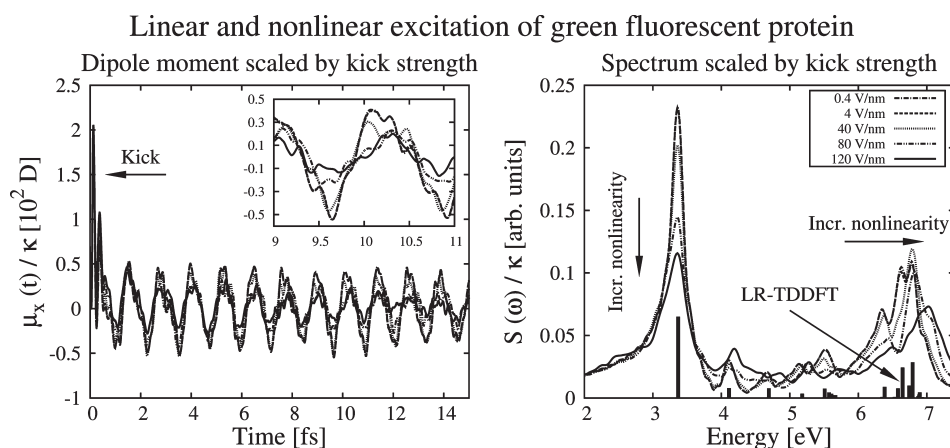 Linear and nonlinear excitation of green fluorescent protein
Dipole moment scaled by kick strength
2.5
2
1.5
1
0.5
0
-0.5
-1
μx(t) / κ [10² D]
Kick
0.5
0.3
0.1
-0.1
-0.3
-0.5
9 9.5 10 10.5 11
0 2 4 6 8 10 12 14
Time [fs]
Spectrum scaled by kick strength
0.25
0.2
0.15
0.1
0.05
0
S (ω) / κ [arb. units]
0.4 V/nm
4 V/nm
40 V/nm
80 V/nm
120 V/nm
Incr. nonlinearity
Incr. nonlinearity
LR-TDDFT
2 3 4 5 6 7
Energy [eV]